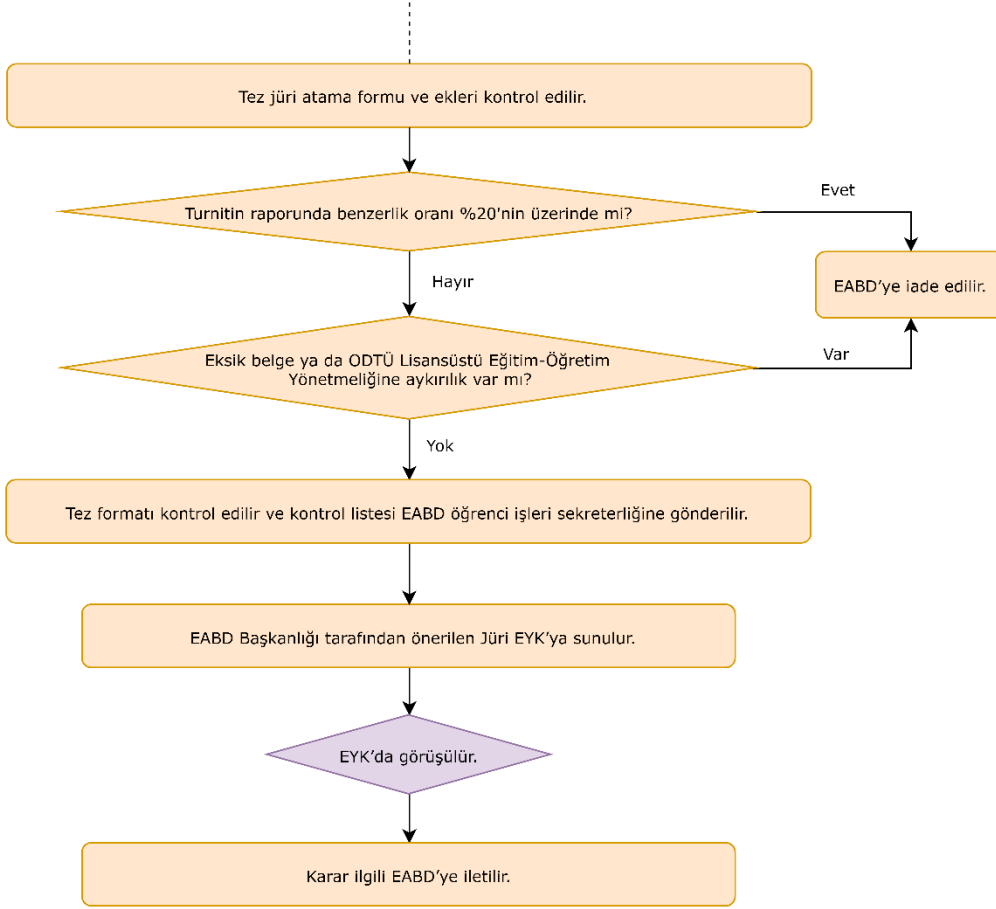 Tez jüri atama formu ve ekleri kontrol edilir.
Turnitin raporunda benzerlik oranı %20’nin üzerinde mi?
Evet
EABD’ye iade edilir.
Hayır
Eksik belge ya da ODTÜ Lisansüstü Eğitim-Öğretim
Yönetmeliğine aykırılık var mı?
Var
Yok
Tez formatı kontrol edilir ve kontrol listesi EABD öğrenci işleri sekreterliğine gönderilir.
EABD Başkanlığı tarafından önerilen Jüri EYK’ya sunulur.
EYK’da görüşülür.
Karar ilgili EABD’ye iletilir.